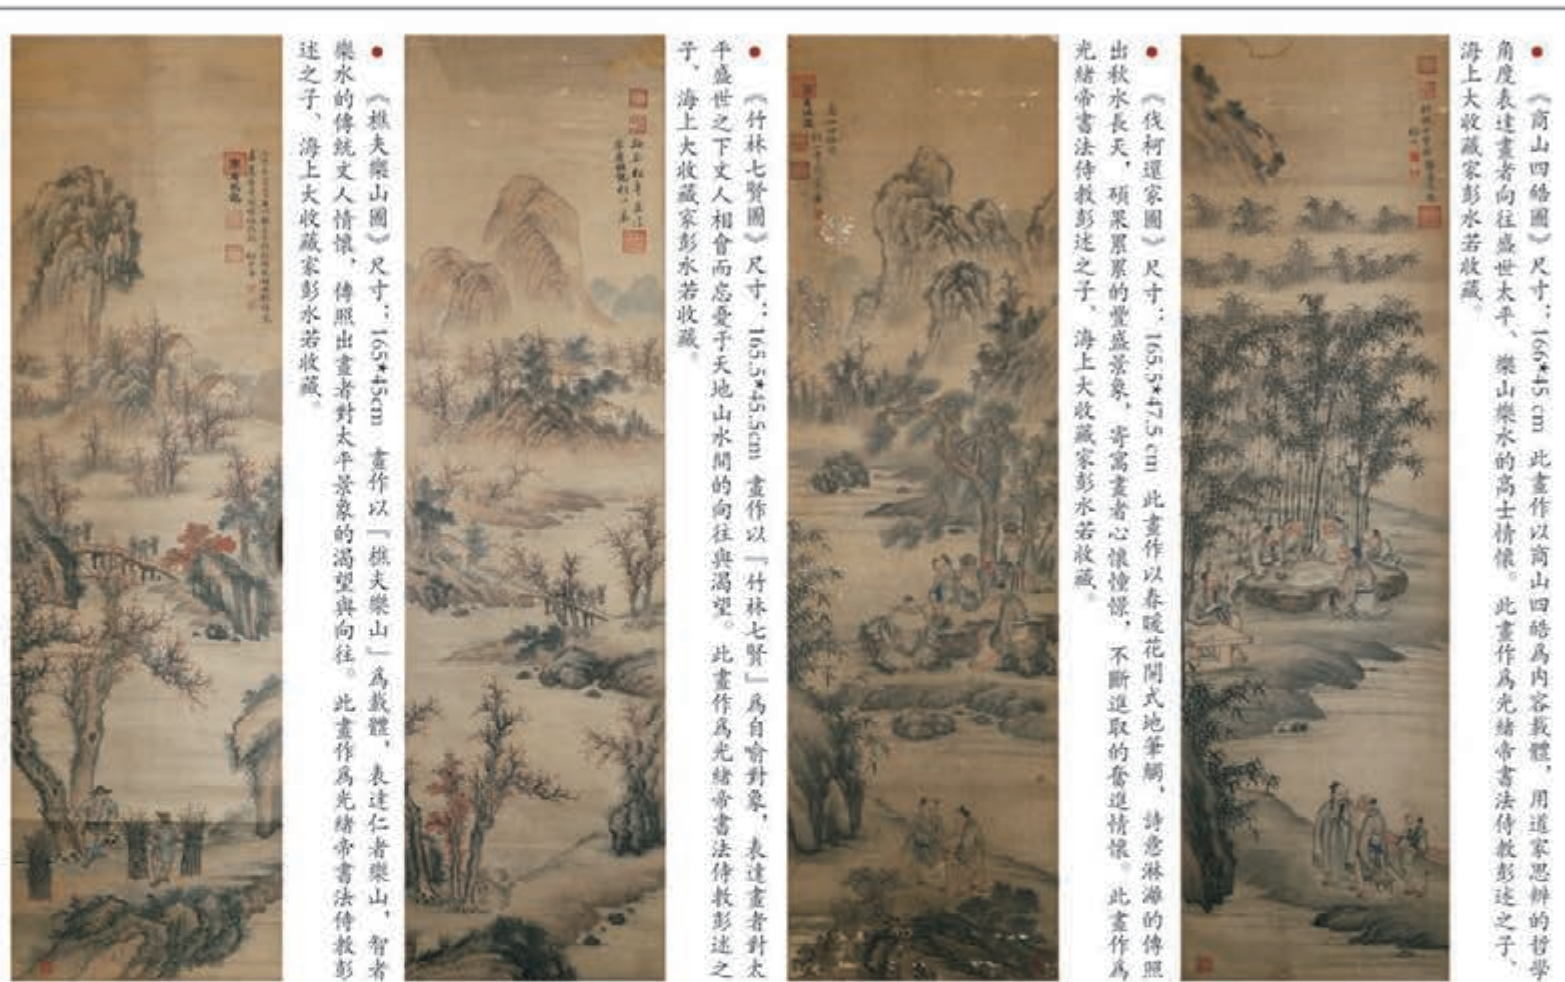 ● 《商山四皓圖》尺寸：166*45 cm 此畫作以商山四皓爲内容載體，用道家思辨的哲學
角度表達畫者向往盛世太平、樂山樂水的高士情懷。此畫作爲光緒帝書法侍教彭述之子、
海上大收藏家彭水若收藏。
● 《伐柯還家圖》尺寸：165.5*47.5 cm 此畫作以春暖花開式地筆觸，詩意淋灕的傳照
出秋水長天，碩果累累的豐盛景象，寄寓畫者心懷憧憬，不斷進取的奮進情懷。此畫作爲
光緒帝書法侍教彭述之子、海上大收藏家彭水若收藏。
● 《竹林七賢圖》尺寸：165.5*45.5cm 畫作以『竹林七賢』爲自喻對象，表達畫者對太
平盛世之下文人相會而忘憂于天地山水間的向往與渴望。此畫作爲光緒帝書法侍教彭述之
子、海上大收藏家彭水若收藏。
● 《樵夫樂山圖》尺寸：165*45cm 畫作以『樵夫樂山』爲載體，表達仁者樂山，智者
樂水的傳統文人情懷，傳照出畫者對太平景象的渴望與向往。此畫作爲光緒帝書法侍教彭
述之子、海上大收藏家彭水若收藏。